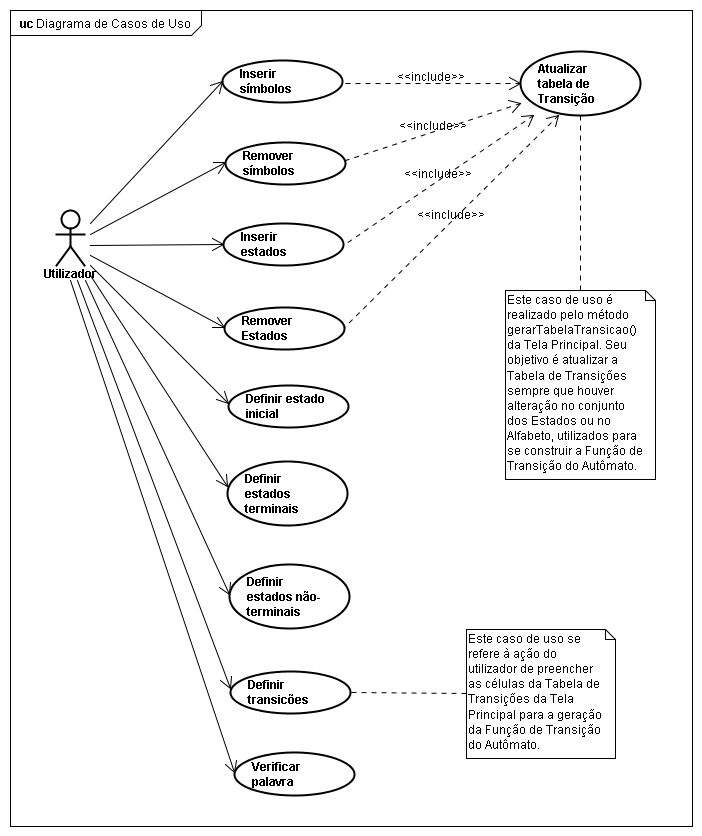 uc Diagrama de Casos de Uso
Inserir
símbolos
<<include>>
Atualizar
tabela de
Transição
Remover
símbolos
<<include>>
Inserir
estados
<<include>>
Remover
Estados
<<include>>
Utilizador
Definir estado
inicial
Definir
estados
terminais
Definir
estados não-
terminais
Definir
transicões
Verificar
palavra
Este caso de uso é
realizado pelo método
gerarTabelaTransicao()
da Tela Principal. Seu
objetivo é atualizar a
Tabela de Transições
sempre que houver
alteração no conjunto
dos Estados ou no
Alfabeto, utilizados para
se construir a Função de
Transição do Autômato.
Este caso de uso se
refere à ação do
utilizador de preencher
as células da Tabela de
Transições da Tela
Principal para a geração
da Função de Transição
do Autômato.